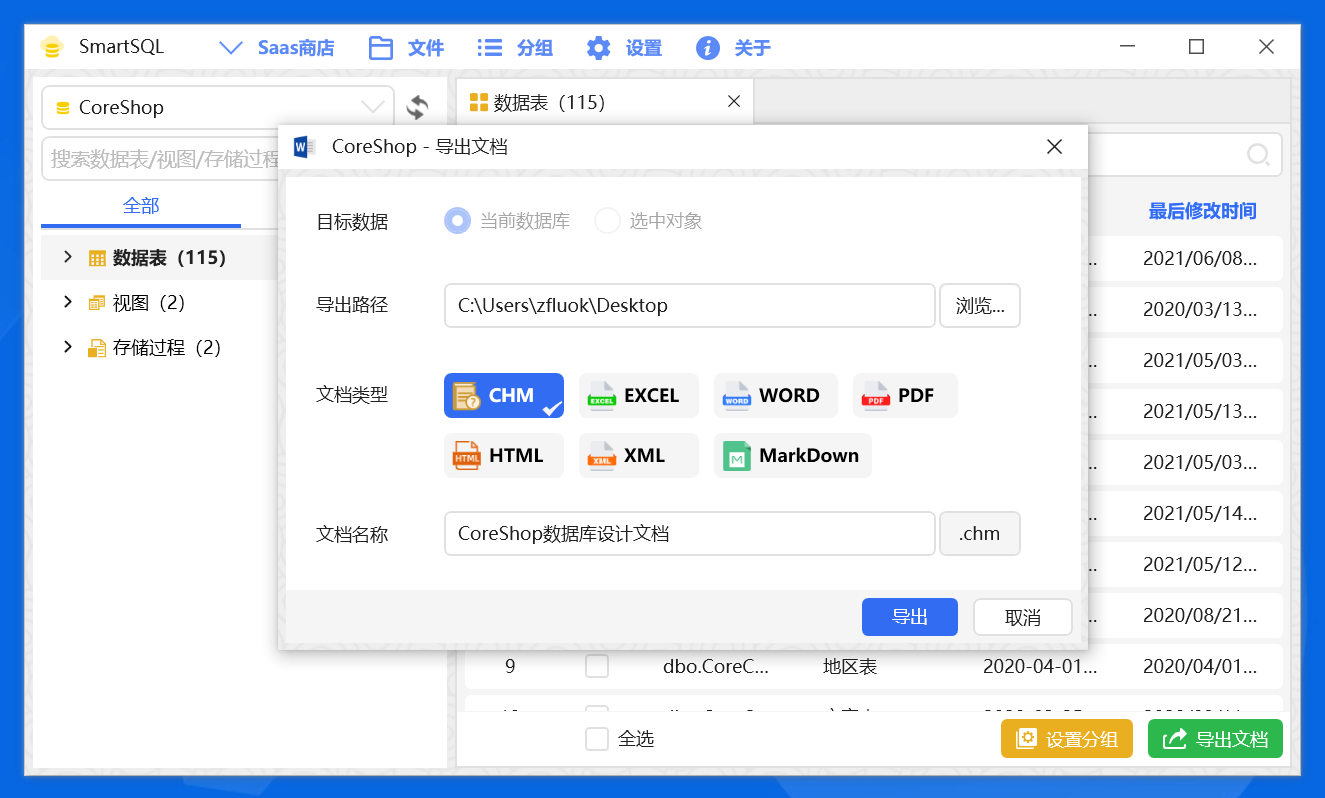 SmartSQL Saas商店 文件 分组 设置 关于
CoreShop
数据表（115）
搜索数据表/视图/存储过程
全部
数据表（115）
视图（2）
存储过程（2）
CoreShop - 导出文档
目标数据 当前数据库 选中对象
导出路径 C:\Users\zfluok\Desktop 浏览...
文档类型 CHM EXCEL WORD PDF
HTML XML MarkDown
文档名称 CoreShop数据库设计文档 .chm
导出 取消
最后修改时间
2021/06/08...
2020/03/13...
2021/05/03...
2021/05/13...
2021/05/03...
2021/05/14...
2021/05/12...
2020/08/21...
9 dbo.CoreC... 地区表 2020-04-01... 2020/04/01...
全选 设置分组 导出文档